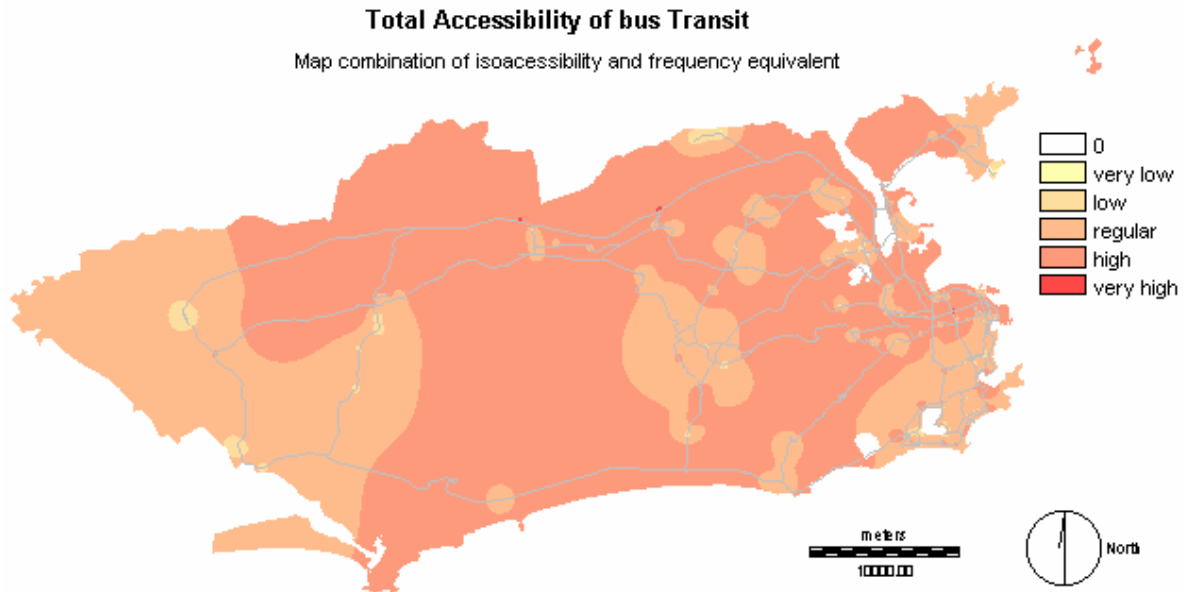 Total Accessibility of bus Transit
Map combination of isoacessibility and frequency equivalent
0
very low
low
regular
high
very high
meters
10000.00
North